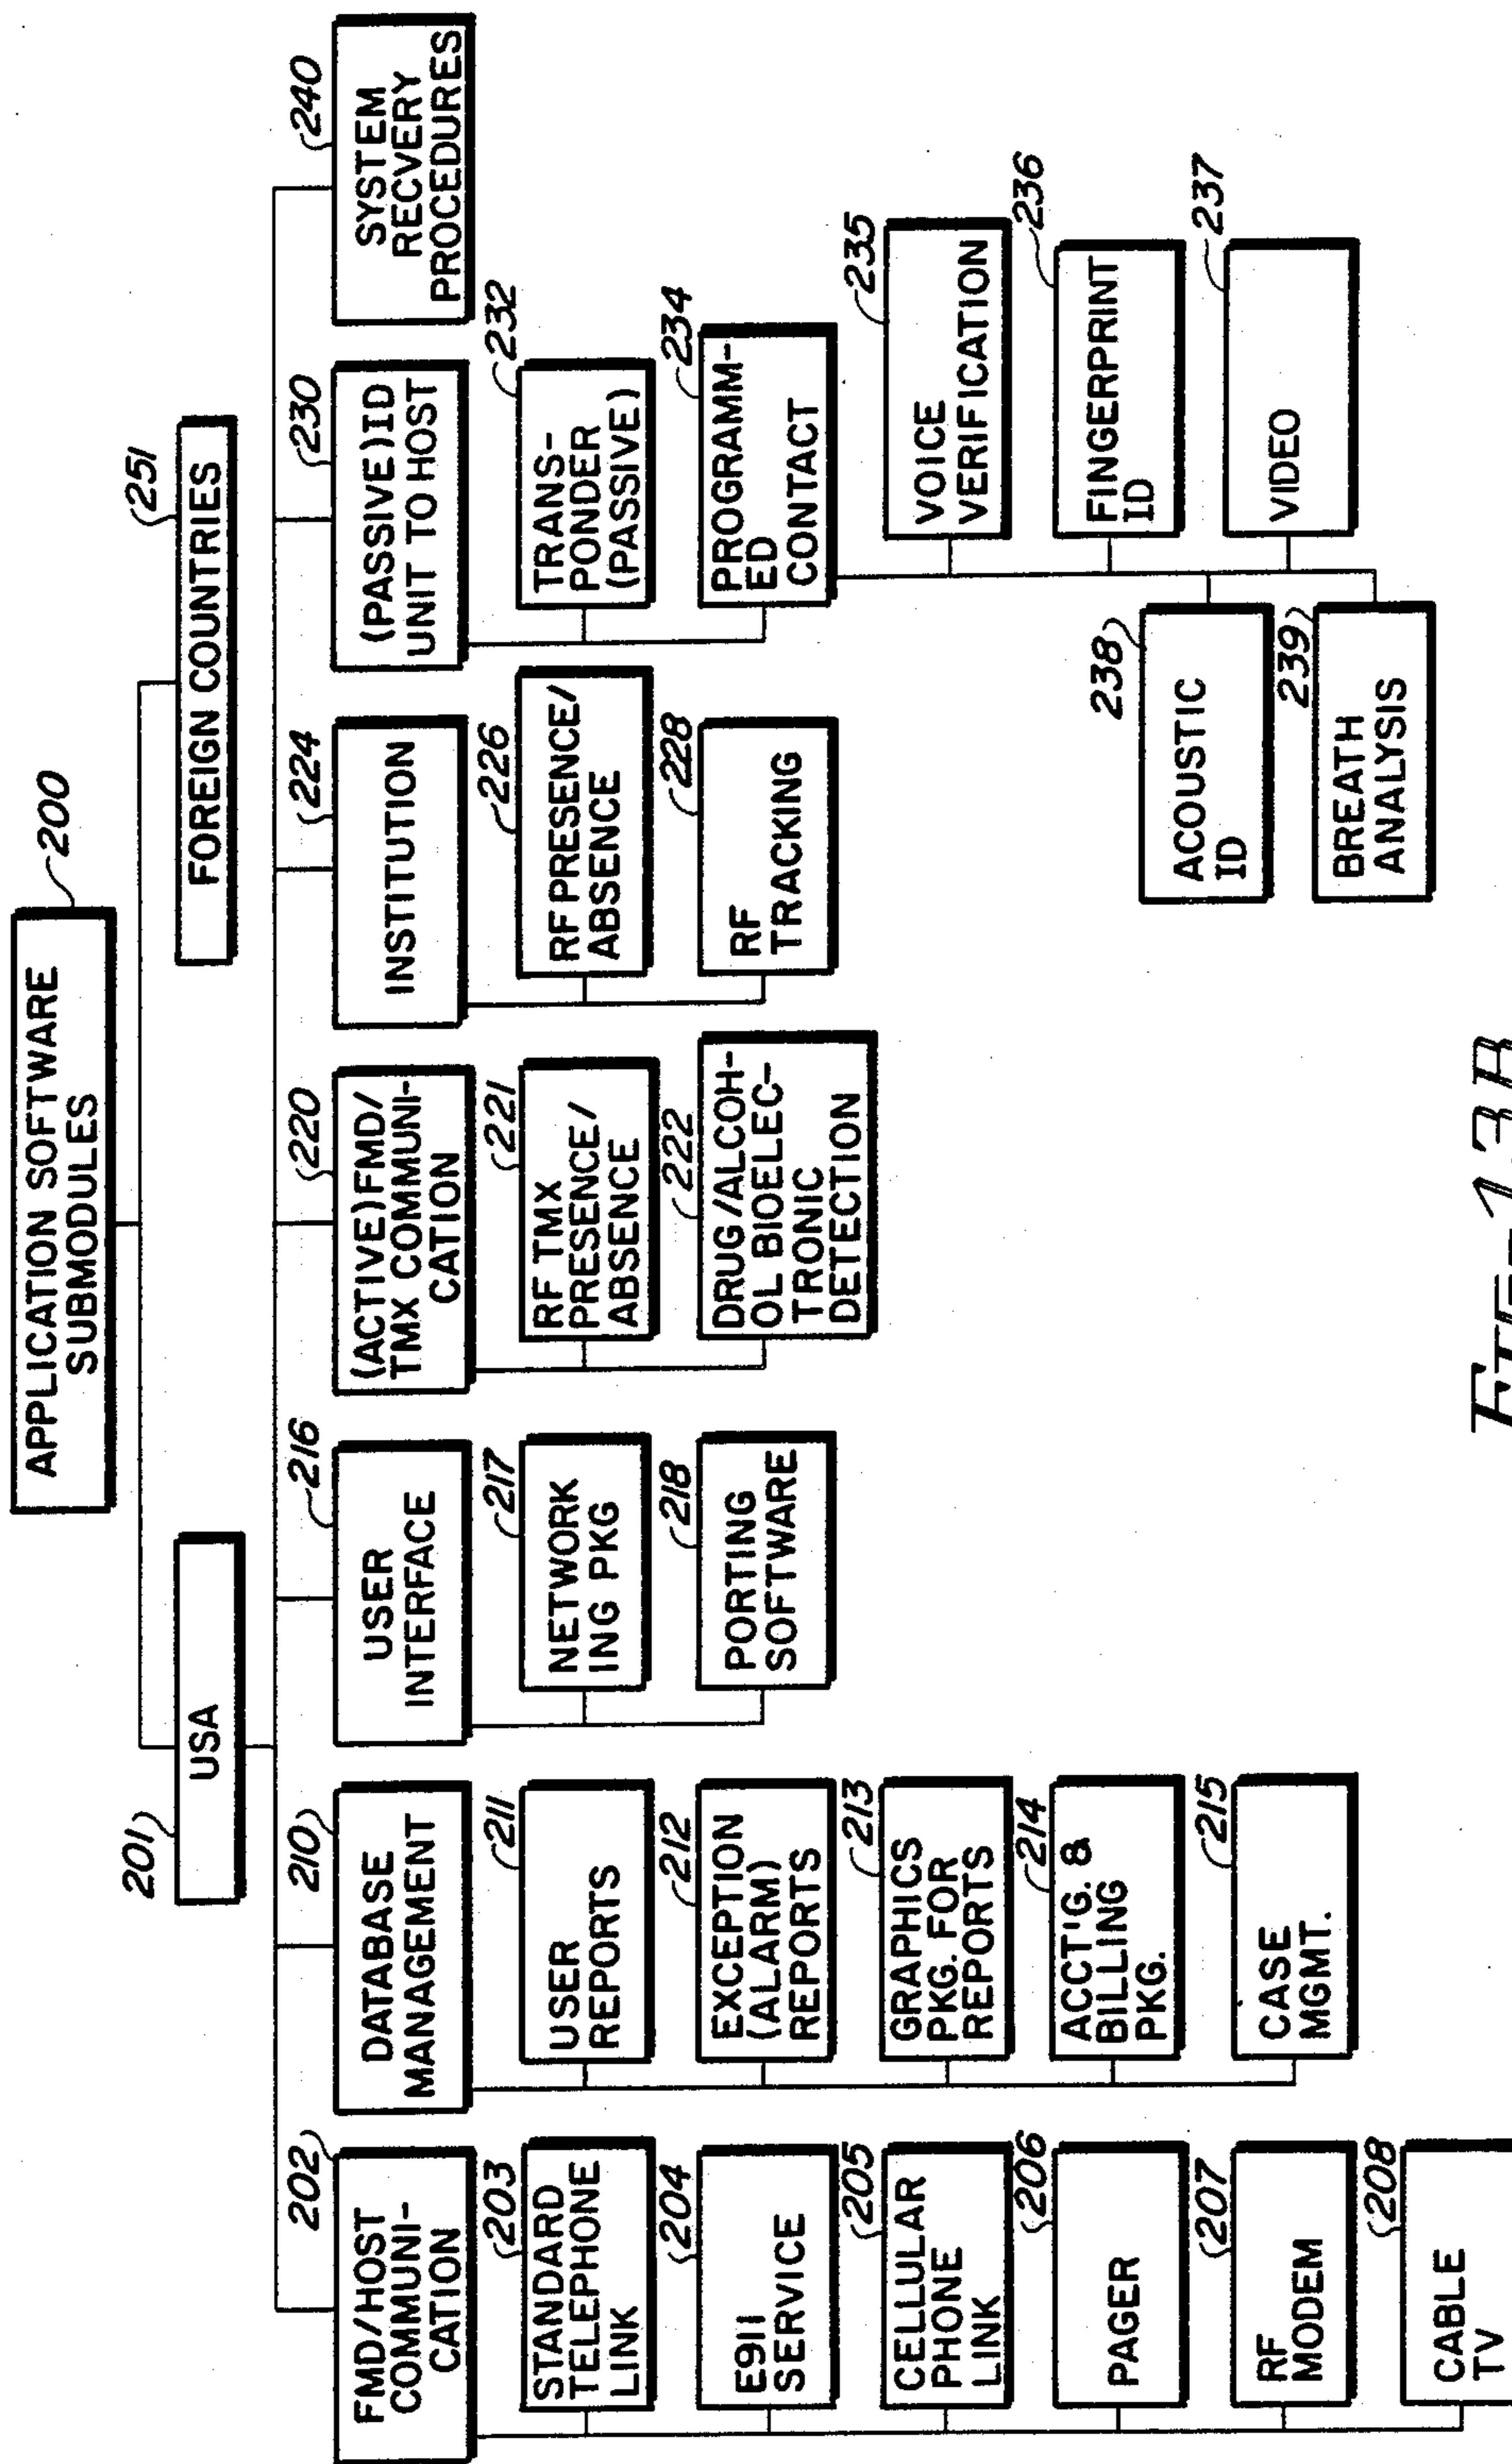 APPLICATION SOFTWARE
SUBMODULES
200
201
USA
251
FOREIGN COUNTRIES
202
FMD/HOST
COMMUNI-
CATION
203
STANDARD
TELEPHONE
LINK
204
E911
SERVICE
205
CELLULAR
PHONE
LINK
206
PAGER
207
RF
MODEM
208
CABLE
TV
210
DATABASE
MANAGEMENT
211
USER
REPORTS
212
EXCEPTION
(ALARM)
REPORTS
213
GRAPHICS
PKG. FOR
REPORTS
214
ACCT'G. &
BILLING
PKG.
215
CASE
MGMT.
216
USER
INTERFACE
217
NETWORK
ING PKG
218
PORTING
SOFTWARE
220
(ACTIVE)FMD/
TMX COMMUNI-
CATION
221
RF TMX
PRESENCE/
ABSENCE
222
DRUG/ALCOH-
OL BIOELEC-
TRONIC
DETECTION
224
INSTITUTION
226
RF PRESENCE/
ABSENCE
228
RF
TRACKING
230
(PASSIVE)ID
UNIT TO HOST
232
TRANS-
PONDER
(PASSIVE)
234
PROGRAMM-
ED
CONTACT
235
VOICE
VERIFICATION
236
FINGERPRINT
ID
237
VIDEO
238
ACOUSTIC
ID
239
BREATH
ANALYSIS
240
SYSTEM
RECVERY
PROCEDURES